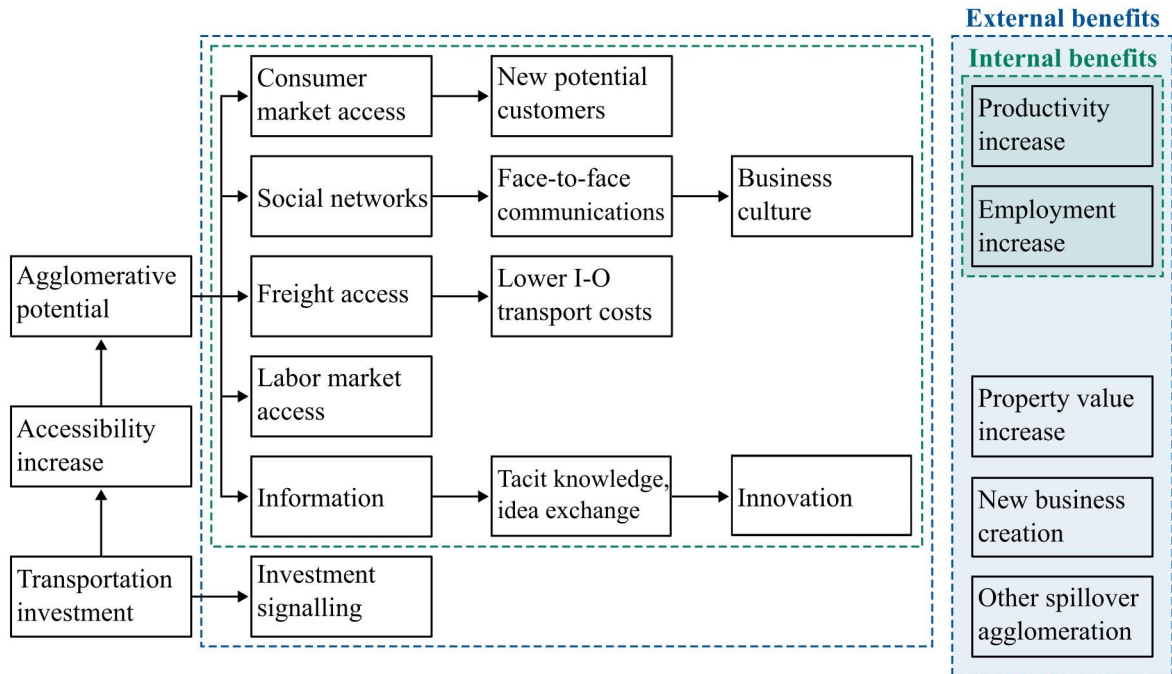 External benefits
Internal benefits
Consumer
market access
New potential
customers
Productivity
increase
Social networks
Face-to-face
communications
Business
culture
Employment
increase
Agglomerative
potential
Freight access
Lower I-O
transport costs
Labor market
access
Property value
increase
Accessibility
increase
Information
Tacit knowledge,
idea exchange
Innovation
New business
creation
Transportation
investment
Investment
signalling
Other spillover
agglomeration